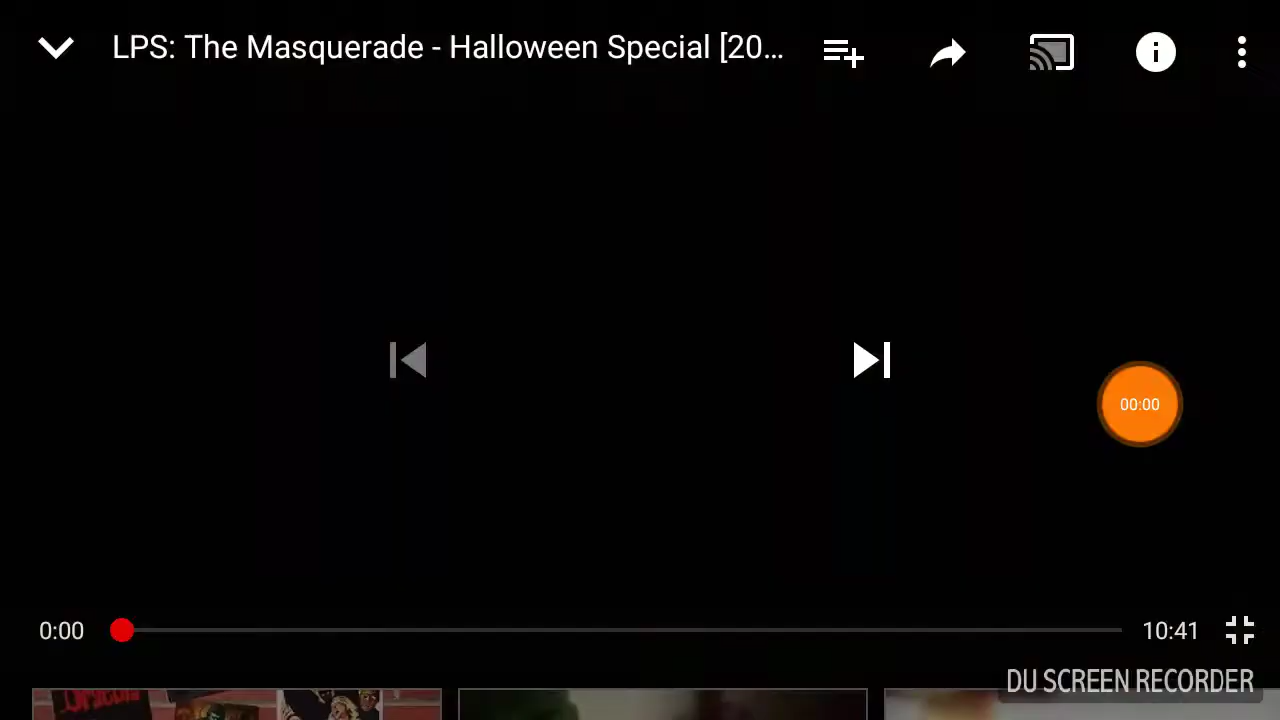 LPS: The Masquerade - Halloween Special [20...
00:00
0:00
10:41
DU SCREEN RECORDER